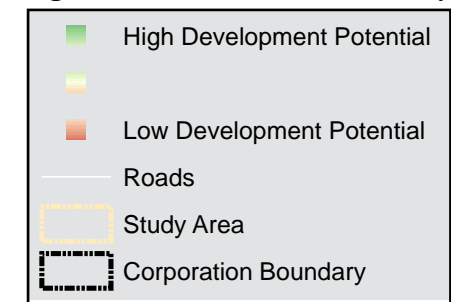 High Development Potential
Low Development Potential
Roads
Study Area
Corporation Boundary